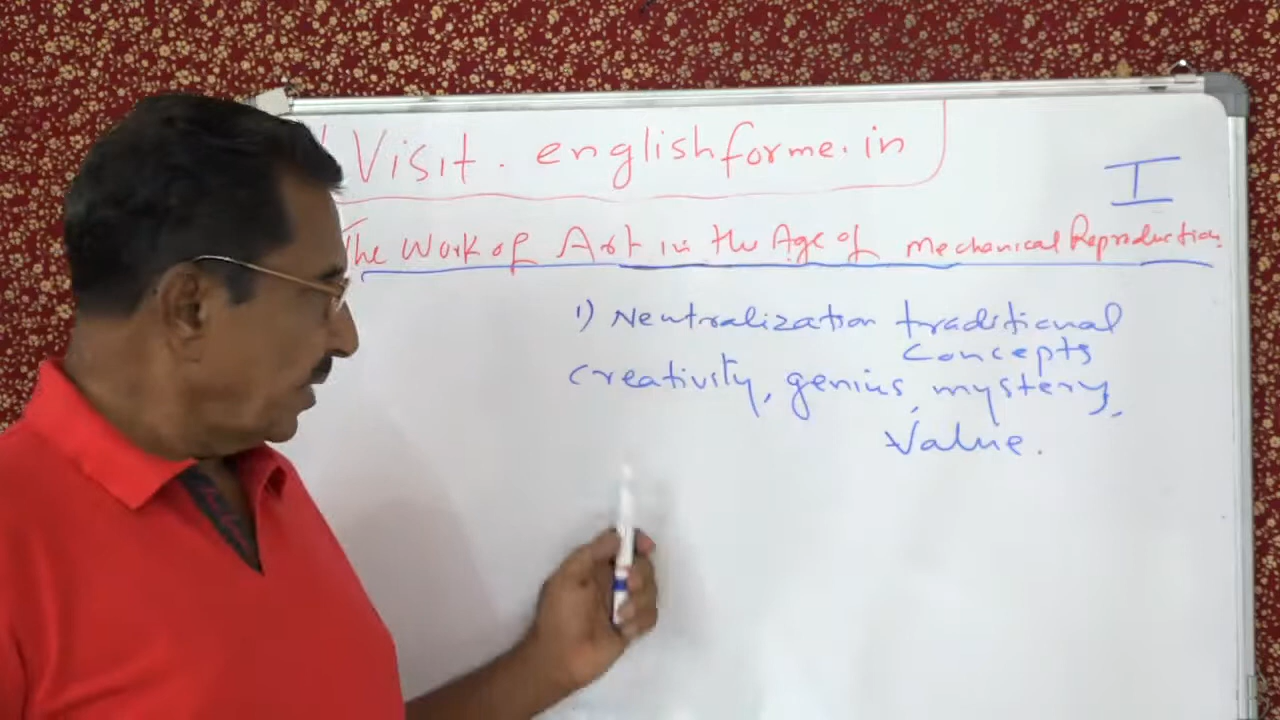 Visit. englishforme.in
I
The Work of Art in the Age of Mechanical Reproduction
1) Neutralization traditional
concepts
creativity, genius, mystery,
Value.